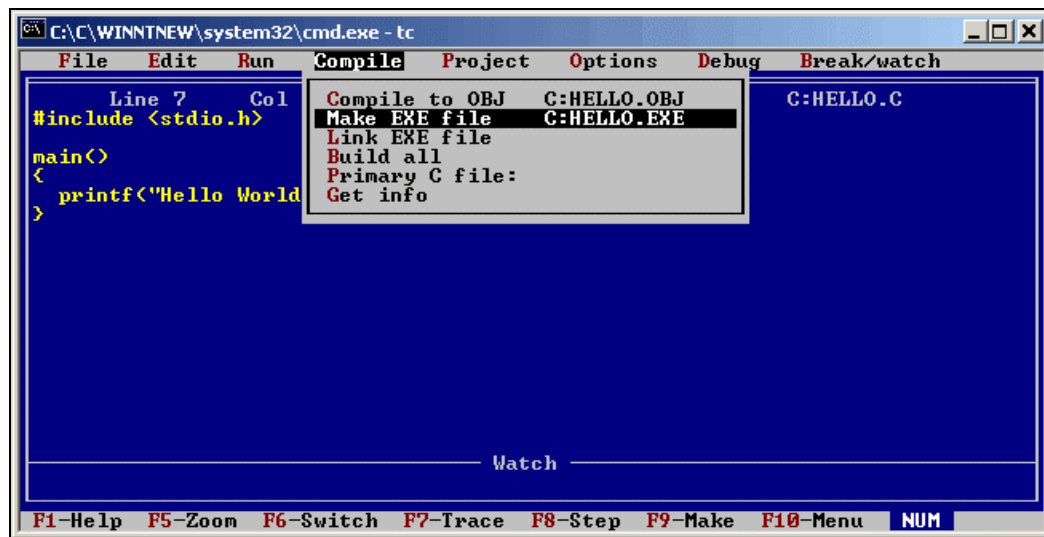 C:\C\WINNTNEW\system32\cmd.exe - tc
File Edit Run Compile Project Options Debug Break/watch
Line 7 Col C:HELLO.C
#include <stdio.h>
main()
{
printf("Hello World
}
Compile to OBJ C:HELLO.OBJ
Make EXE file C:HELLO.EXE
Link EXE file
Build all
Primary C file:
Get info
Watch
F1-Help F5-Zoom F6-Switch F7-Trace F8-Step F9-Make F10-Menu NUM